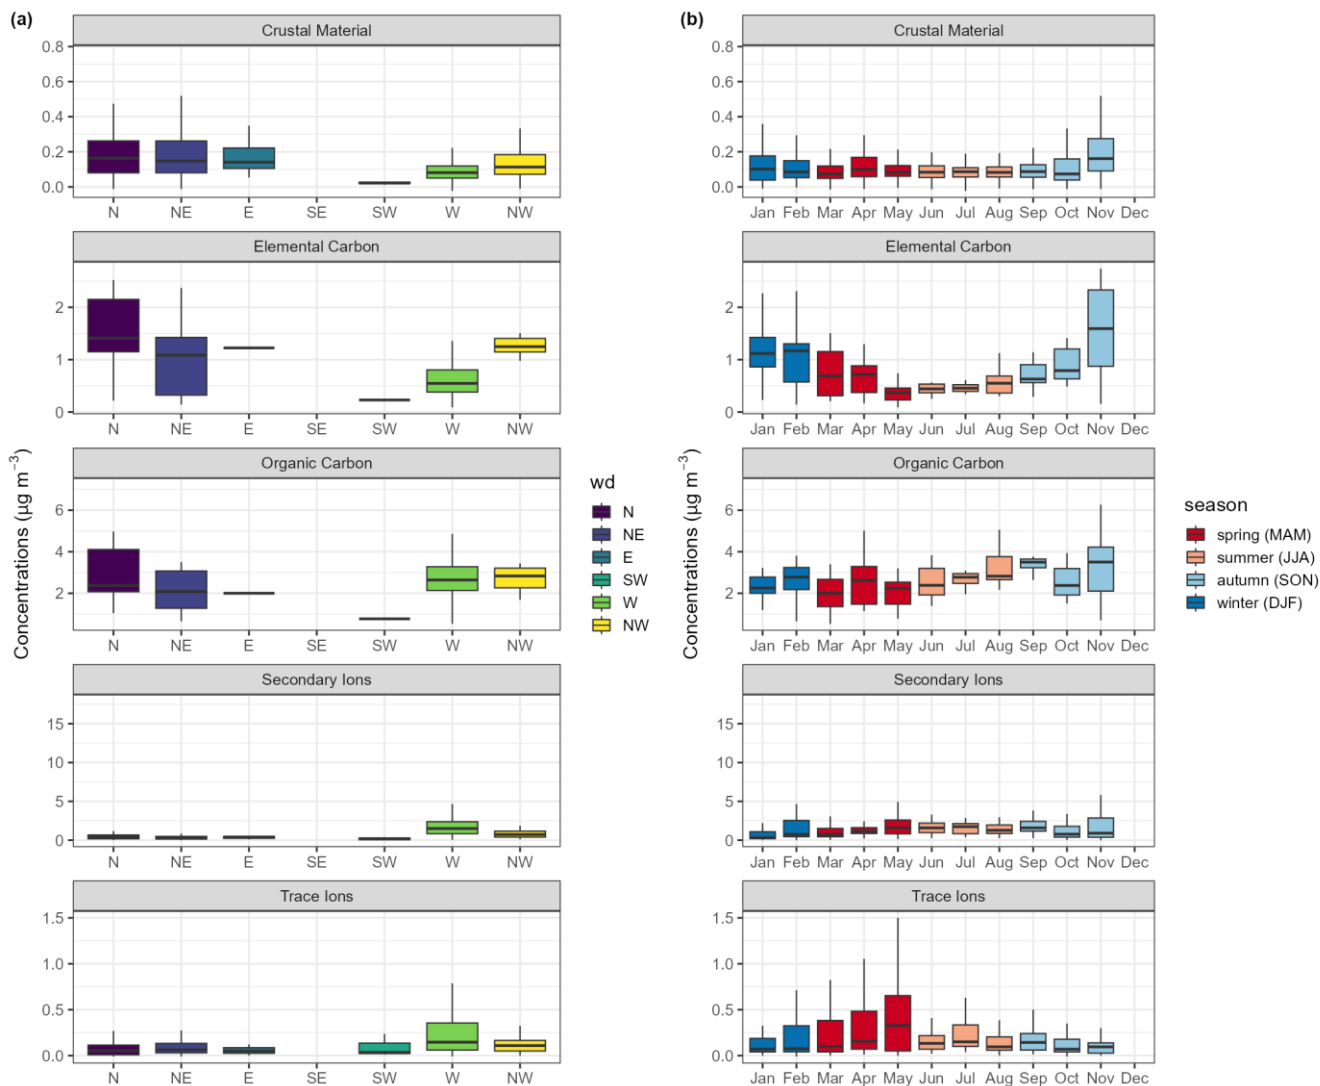 (a)
Crustal Material
0.8
0.6
0.4
0.2
0.0
N NE E SE SW W NW
Elemental Carbon
2
1
0
N NE E SE SW W NW
Organic Carbon
6
4
2
N NE E SE SW W NW
Secondary Ions
15
10
5
0
N NE E SE SW W NW
Trace Ions
1.5
1.0
0.5
0.0
N NE E SE SW W NW
Concentrations (µg m⁻³)
wd
N
NE
E
SW
W
NW
(b)
Crustal Material
0.8
0.6
0.4
0.2
0.0
Jan Feb Mar Apr May Jun Jul Aug Sep Oct Nov Dec
Elemental Carbon
2
1
0
Jan Feb Mar Apr May Jun Jul Aug Sep Oct Nov Dec
Organic Carbon
6
4
2
Jan Feb Mar Apr May Jun Jul Aug Sep Oct Nov Dec
Secondary Ions
15
10
5
0
Jan Feb Mar Apr May Jun Jul Aug Sep Oct Nov Dec
Trace Ions
1.5
1.0
0.5
0.0
Jan Feb Mar Apr May Jun Jul Aug Sep Oct Nov Dec
Concentrations (µg m⁻³)
season
spring (MAM)
summer (JJA)
autumn (SON)
winter (DJF)